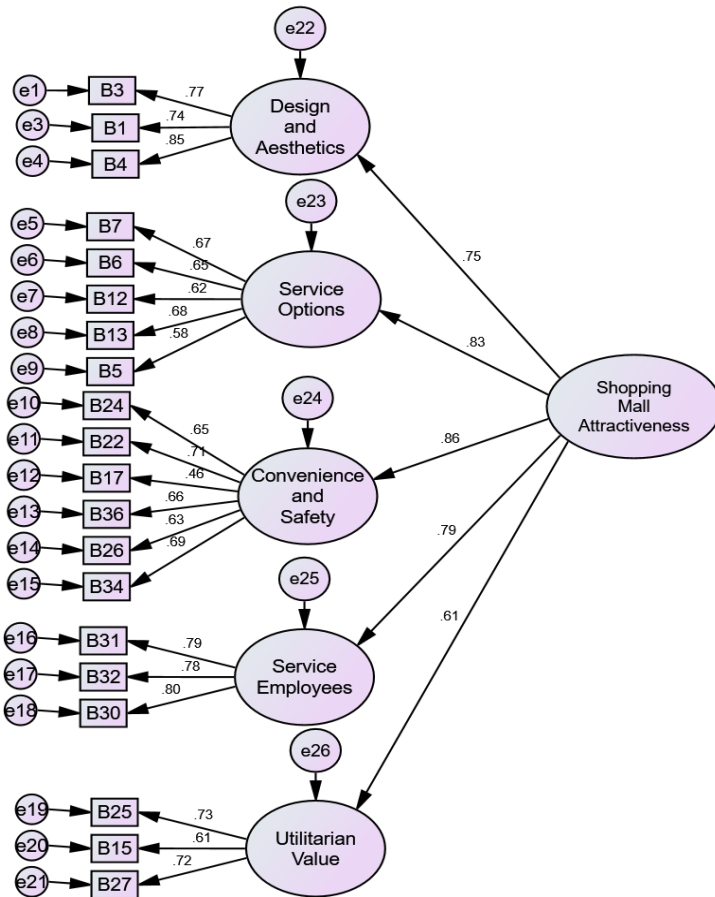 e22
e1
B3
.77
e3
B1
.74
e4
B4
.85
Design
and
Aesthetics
e23
e5
B7
.67
e6
B6
.65
e7
B12
.62
e8
B13
.68
e9
B5
.58
Service
Options
.75
.83
Shopping
Mall
Attractiveness
e24
e10
B24
.65
e11
B22
.71
e12
B17
.46
e13
B36
.66
e14
B26
.63
e15
B34
.69
Convenience
and
Safety
.86
.79
.61
e25
e16
B31
.79
e17
B32
.78
e18
B30
.80
Service
Employees
e26
e19
B25
.73
e20
B15
.61
e21
B27
.72
Utilitarian
Value